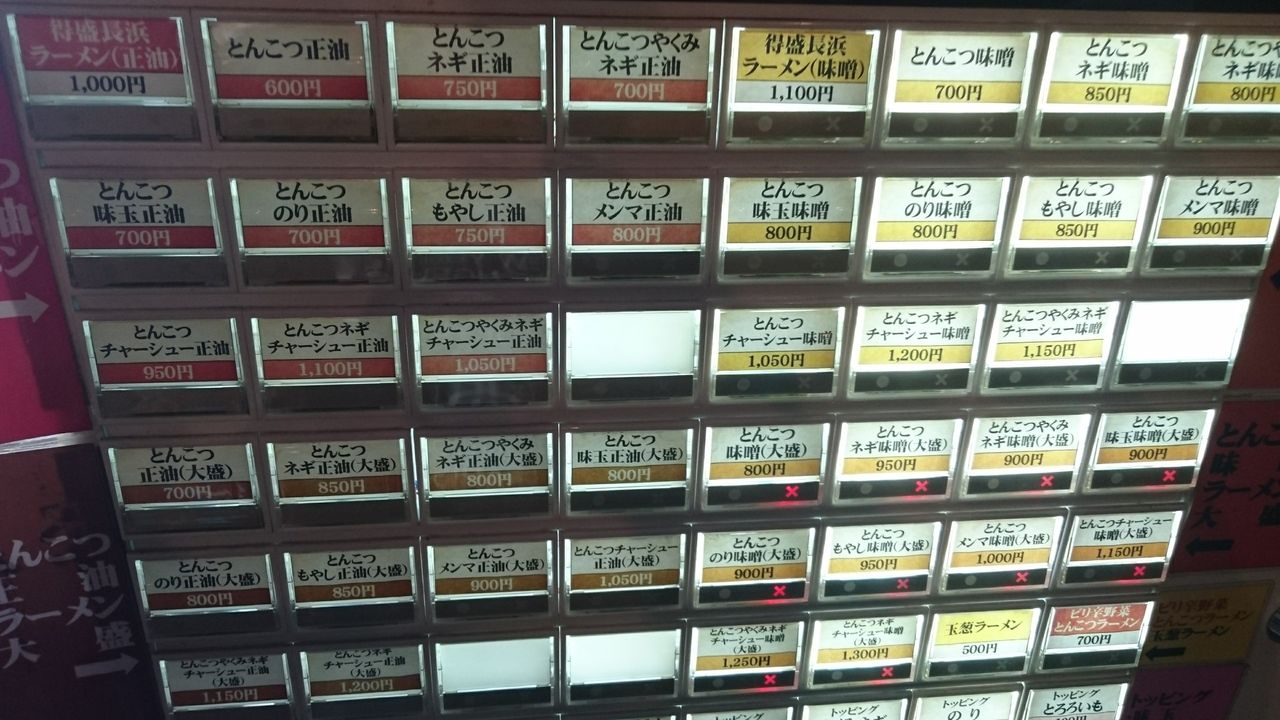 得盛長浜
ラーメン(正油)
1,000円
とんこつ正油
600円
とんこつ
ネギ正油
750円
とんこつやくみ
ネギ正油
700円
得盛長浜
ラーメン(味噌)
1,100円
とんこつ味噌
700円
とんこつ
ネギ味噌
850円
とんこつ
ネギ味
800円
とんこつ
味玉正油
700円
とんこつ
のり正油
700円
とんこつ
もやし正油
750円
とんこつ
メンマ正油
800円
とんこつ
味玉味噌
800円
とんこつ
のり味噌
800円
とんこつ
もやし味噌
850円
とんこつ
メンマ味噌
900円
とんこつ
チャーシュー正油
950円
とんこつネギ
チャーシュー正油
1,100円
とんこつやくみネギ
チャーシュー正油
1,050円
とんこつ
チャーシュー味噌
1,050円
とんこつネギ
チャーシュー味噌
1,200円
とんこつやくみネギ
チャーシュー味噌
1,150円
とんこつ
正油(大盛)
700円
とんこつ
ネギ正油(大盛)
850円
とんこつやくみ
ネギ正油(大盛)
800円
とんこつ
味玉正油(大盛)
800円
とんこつ
味噌(大盛)
800円
とんこつ
ネギ味噌(大盛)
950円
とんこつやくみ
ネギ味噌(大盛)
900円
とんこつ
味玉味噌(大盛)
900円
とんこつ
のり正油(大盛)
800円
とんこつ
もやし正油(大盛)
850円
とんこつ
メンマ正油(大盛)
900円
とんこつチャーシュー
正油(大盛)
1,050円
とんこつ
のり味噌(大盛)
900円
とんこつ
もやし味噌(大盛)
950円
とんこつ
メンマ味噌(大盛)
1,000円
とんこつチャーシュー
味噌(大盛)
1,150円
とんこつやくみネギ
チャーシュー正油
(大盛)
1,150円
とんこつネギ
チャーシュー正油
(大盛)
1,200円
とんこつやくみネギ
チャーシュー味噌
(大盛)
1,250円
とんこつネギ
チャーシュー味噌
(大盛)
1,300円
玉葱ラーメン
500円
ピリ辛野菜
とんこつラーメン
700円
トッピング
トッピング
トッピング
のり
トッピング
とろろいも
ピリ辛野菜
とんこつラーメン
玉葱ラーメン
トッピング